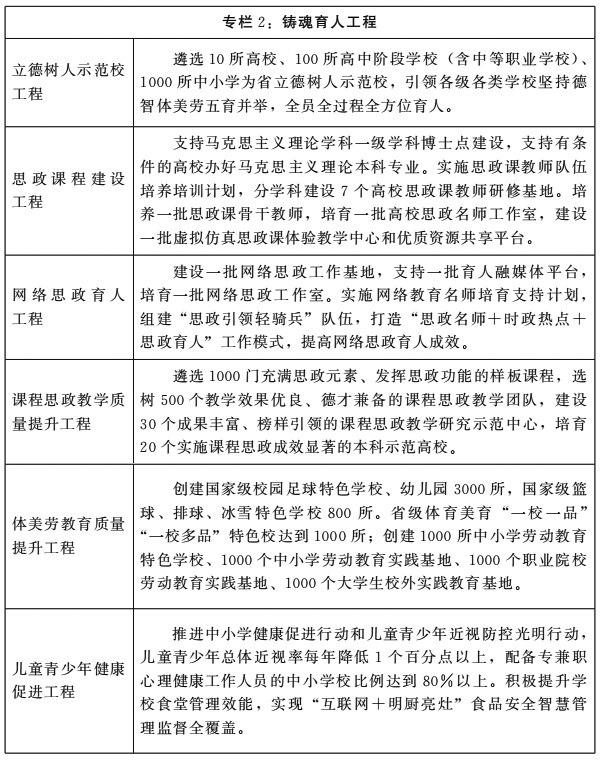 专栏 2：铸魂育人工程
立德树人示范校
工程
遴选 10 所高校、100 所高中阶段学校（含中等职业学校）、
1000 所中小学为省立德树人示范校，引领各级各类学校坚持德
智体美劳五育并举，全员全过程全方位育人。
思政课程建设
工程
支持马克思主义理论学科一级学科博士点建设，支持有条
件的高校办好马克思主义理论本科专业。实施思政课教师队伍
培养培训计划，分学科建设 7 个高校思政课教师研修基地。培
养一批思政课骨干教师，培育一批高校思政名师工作室，建设
一批虚拟仿真思政课体验教学中心和优质资源共享平台。
网络思政育人
工程
建设一批网络思政工作基地，支持一批育人融媒体平台，
培育一批网络思政工作室。实施网络教育名师培育支持计划，
组建“思政引领轻骑兵”队伍，打造“思政名师＋时政热点＋
思政育人”工作模式，提高网络思政育人成效。
课程思政教学质
量提升工程
遴选 1000 门充满思政元素、发挥思政功能的样板课程，选
树 500 个教学效果优良、德才兼备的课程思政教学团队，建设
30 个成果丰富、榜样引领的课程思政教学研究示范中心，培育
20 个实施课程思政成效显著的本科示范高校。
体美劳教育质量
提升工程
创建国家级校园足球特色学校、幼儿园 3000 所，国家级篮
球、排球、冰雪特色学校 800 所。省级体育美育“一校一品”
“一校多品”特色校达到 1000 所；创建 1000 所中小学劳动教育
特色学校、1000 个中小学劳动教育实践基地、1000 个职业院校
劳动教育实践基地、1000 个大学生校外实践教育基地。
儿童青少年健康
促进工程
推进中小学健康促进行动和儿童青少年近视防控光明行动，
儿童青少年总体近视率每年降低 1 个百分点以上，配备专兼职
心理健康工作人员的中小学校比例达到 80％以上。积极提升学
校食堂管理效能，实现“互联网＋明厨亮灶”食品安全智慧管
理监督全覆盖。